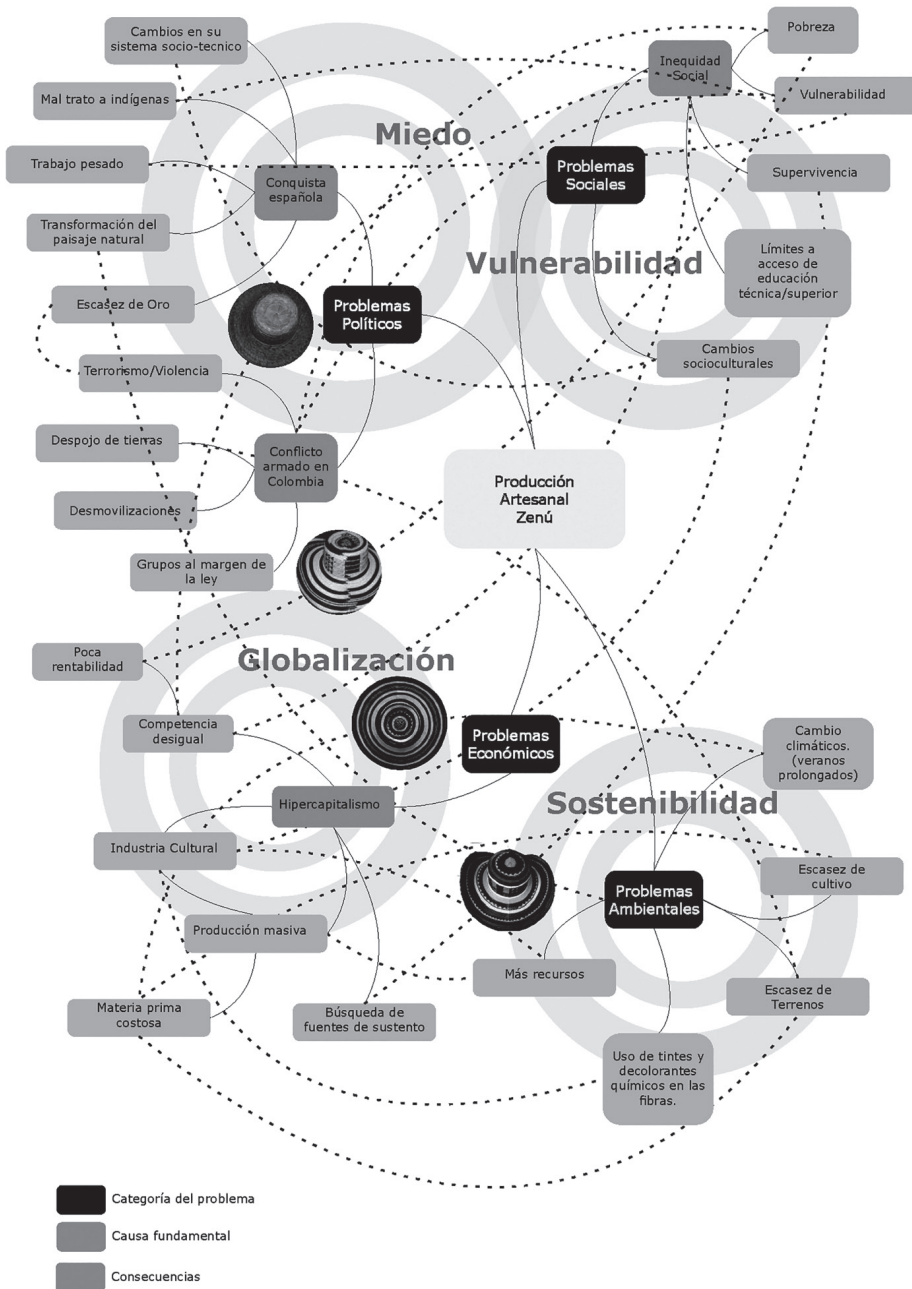 Cambios en su
sistema socio-tecnico
Mal trato a indígenas
Trabajo pesado
Transformación del
paisaje natural
Escasez de Oro
Terrorismo/Violencia
Despojo de tierras
Desmovilizaciones
Grupos al margen de
la ley
Conquista
española
Conflicto
armado en
Colombia
Problemas
Políticos
Miedo
Problemas
Sociales
Inequidad
Social
Pobreza
Vulnerabilidad
Supervivencia
Límites a
acceso de
educación
técnica/superior
Cambios
socioculturales
Vulnerabilidad
Producción
Artesanal
Zenú
Globalización
Poca
rentabilidad
Competencia
desigual
Hipercapitalismo
Industria Cultural
Producción masiva
Materia prima
costosa
Búsqueda de
fuentes de sustento
Problemas
Económicos
Sostenibilidad
Problemas
Ambientales
Cambio
climáticos.
(veranos
prolongados)
Escasez de
cultivo
Escasez de
Terrenos
Más recursos
Uso de tintes y
decolorantes
químicos en las
fibras.
Categoría del problema
Causa fundamental
Consecuencias